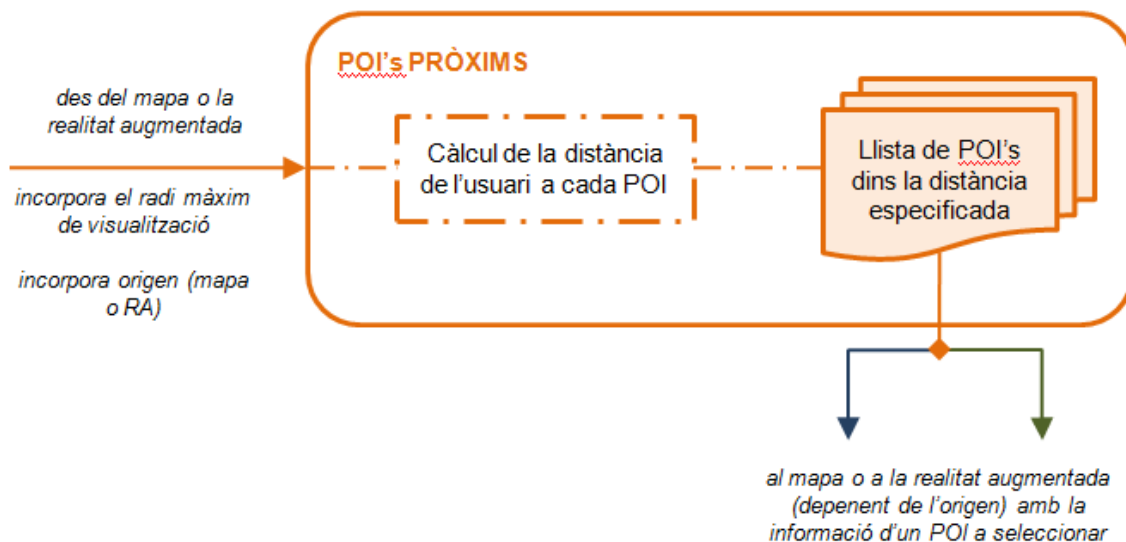 POI's PRÒXIMS
des del mapa o la
realitat augmentada
incorpora el radi màxim
de visualització
incorpora origen (mapa
o RA)
Càlcul de la distància
de l'usuari a cada POI
Llista de POI's
dins la distància
especificada
al mapa o a la realitat augmentada
(depenent de l'origen) amb la
informació d'un POI a seleccionar